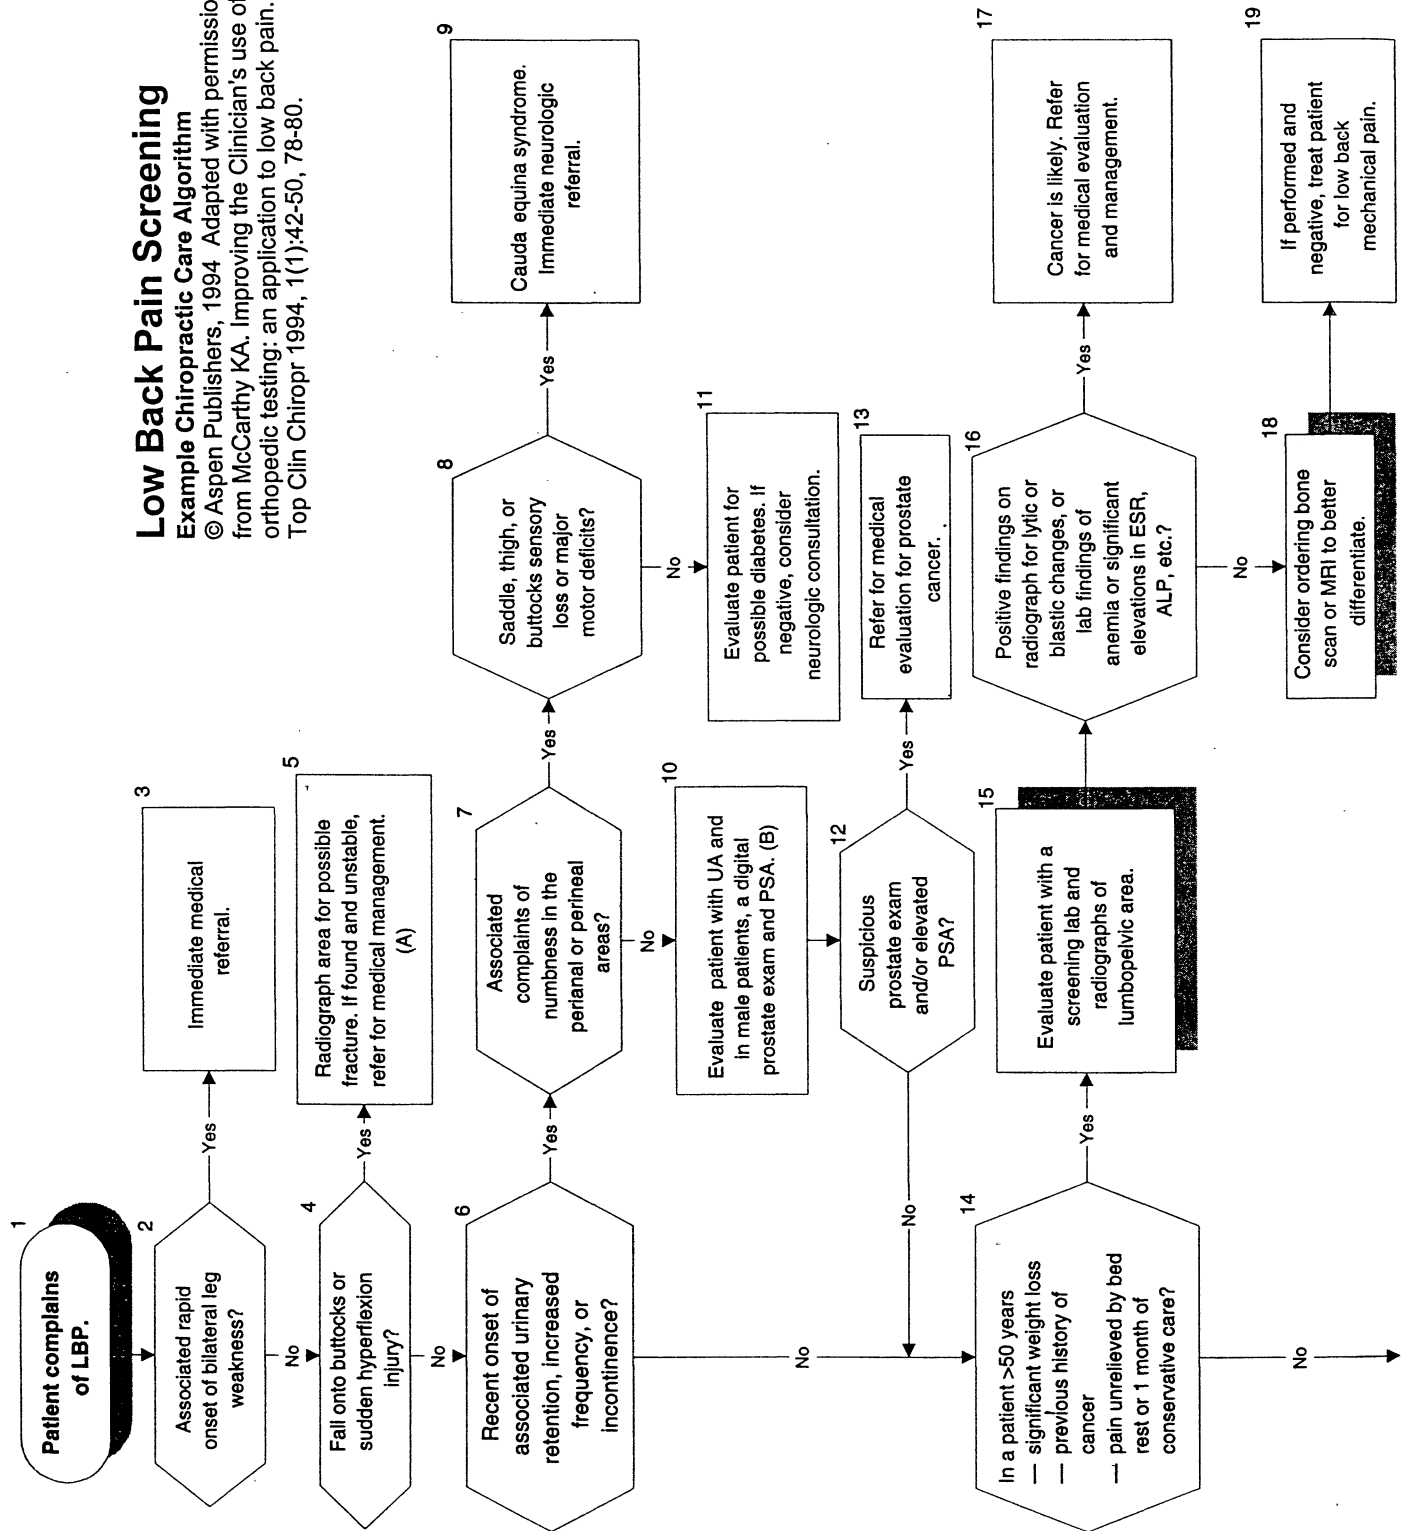 Low Back Pain Screening
Example Chiropractic Care Algorithm
© Aspen Publishers, 1994 Adapted with permissio
from McCarthy KA. Improving the Clinician's use of
orthopedic testing: an application to low back pain.
Top Clin Chiropr 1994, 1(1):42-50, 78-80.
1
Patient complains
of LBP.
2
Associated rapid
onset of bilateral leg
weakness?
Yes
3
Immediate medical
referral.
No
4
Fall onto buttocks or
sudden hyperflexion
injury?
Yes
5
Radiograph area for possible
fracture. If found and unstable,
refer for medical management.
(A)
No
6
Recent onset of
associated urinary
retention, increased
frequency, or
incontinence?
Yes
7
Associated
complaints of
numbness in the
perianal or perineal
areas?
Yes
8
Saddle, thigh, or
buttocks sensory
loss or major
motor deficits?
Yes
9
Cauda equina syndrome.
Immediate neurologic
referral.
No
10
Evaluate patient with UA and
in male patients, a digital
prostate exam and PSA. (B)
No
11
Evaluate patient for
possible diabetes. If
negative, consider
neurologic consultation.
12
Suspicious
prostate exam
and/or elevated
PSA?
Yes
13
Refer for medical
evaluation for prostate
cancer.
No
No
14
In a patient >50 years
— significant weight loss
— previous history of
cancer
— pain unrelieved by bed
rest or 1 month of
conservative care?
Yes
15
Evaluate patient with a
screening lab and
radiographs of
lumbopelvic area.
16
Positive findings on
radiograph for lytic or
blastic changes, or
lab findings of
anemia or significant
elevations in ESR,
ALP, etc.?
Yes
17
Cancer is likely. Refer
for medical evaluation
and management.
No
18
Consider ordering bone
scan or MRI to better
differentiate.
19
If performed and
negative, treat patient
for low back
mechanical pain.
No